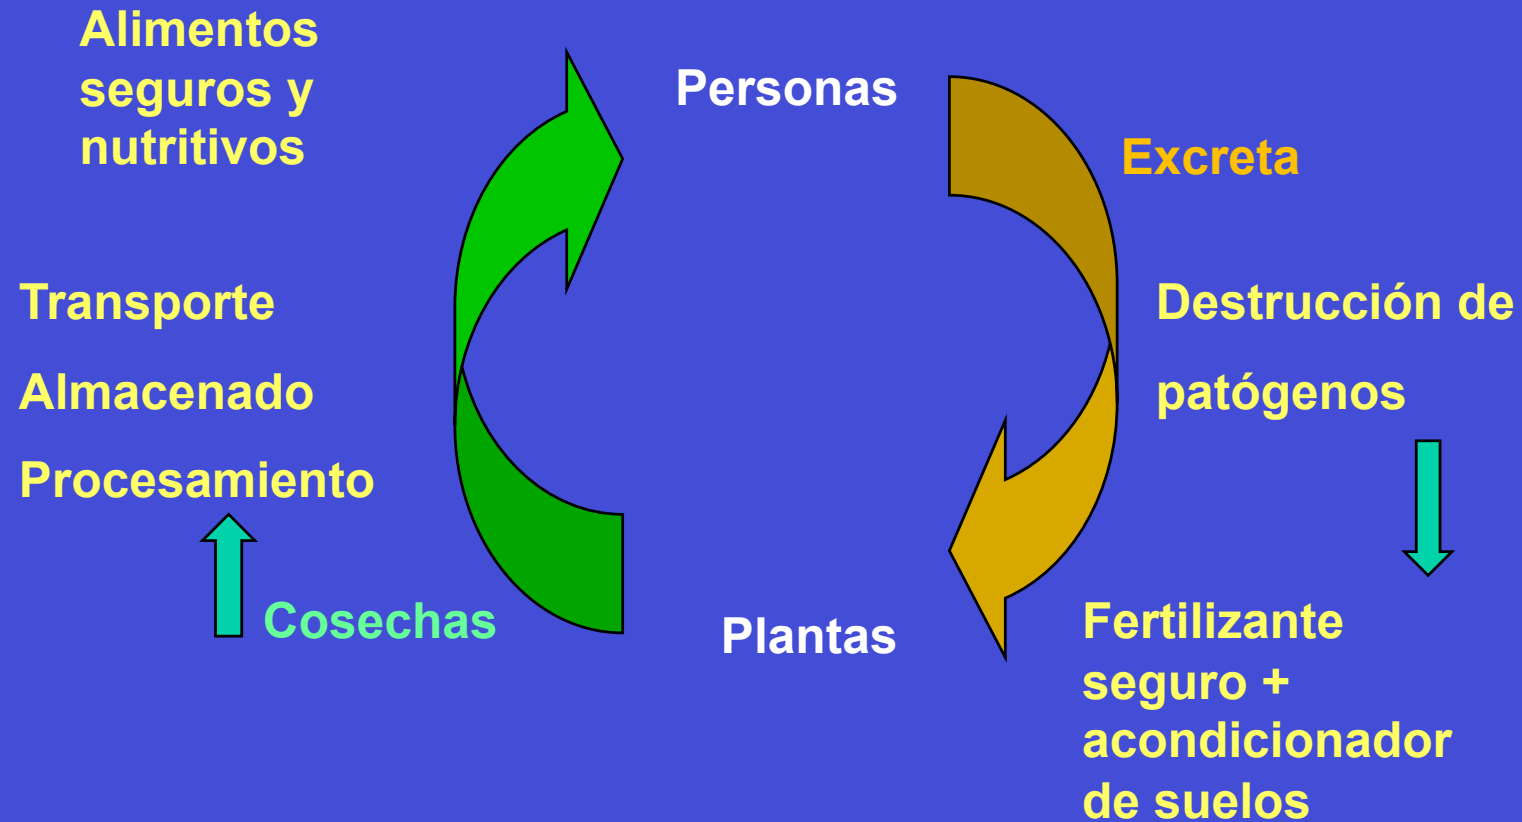 Alimentos
seguros y
nutritivos
Personas
Excreta
Transporte
Almacenado
Procesamiento
Destrucción de
patógenos
Cosechas
Plantas
Fertilizante
seguro +
acondicionador
de suelos